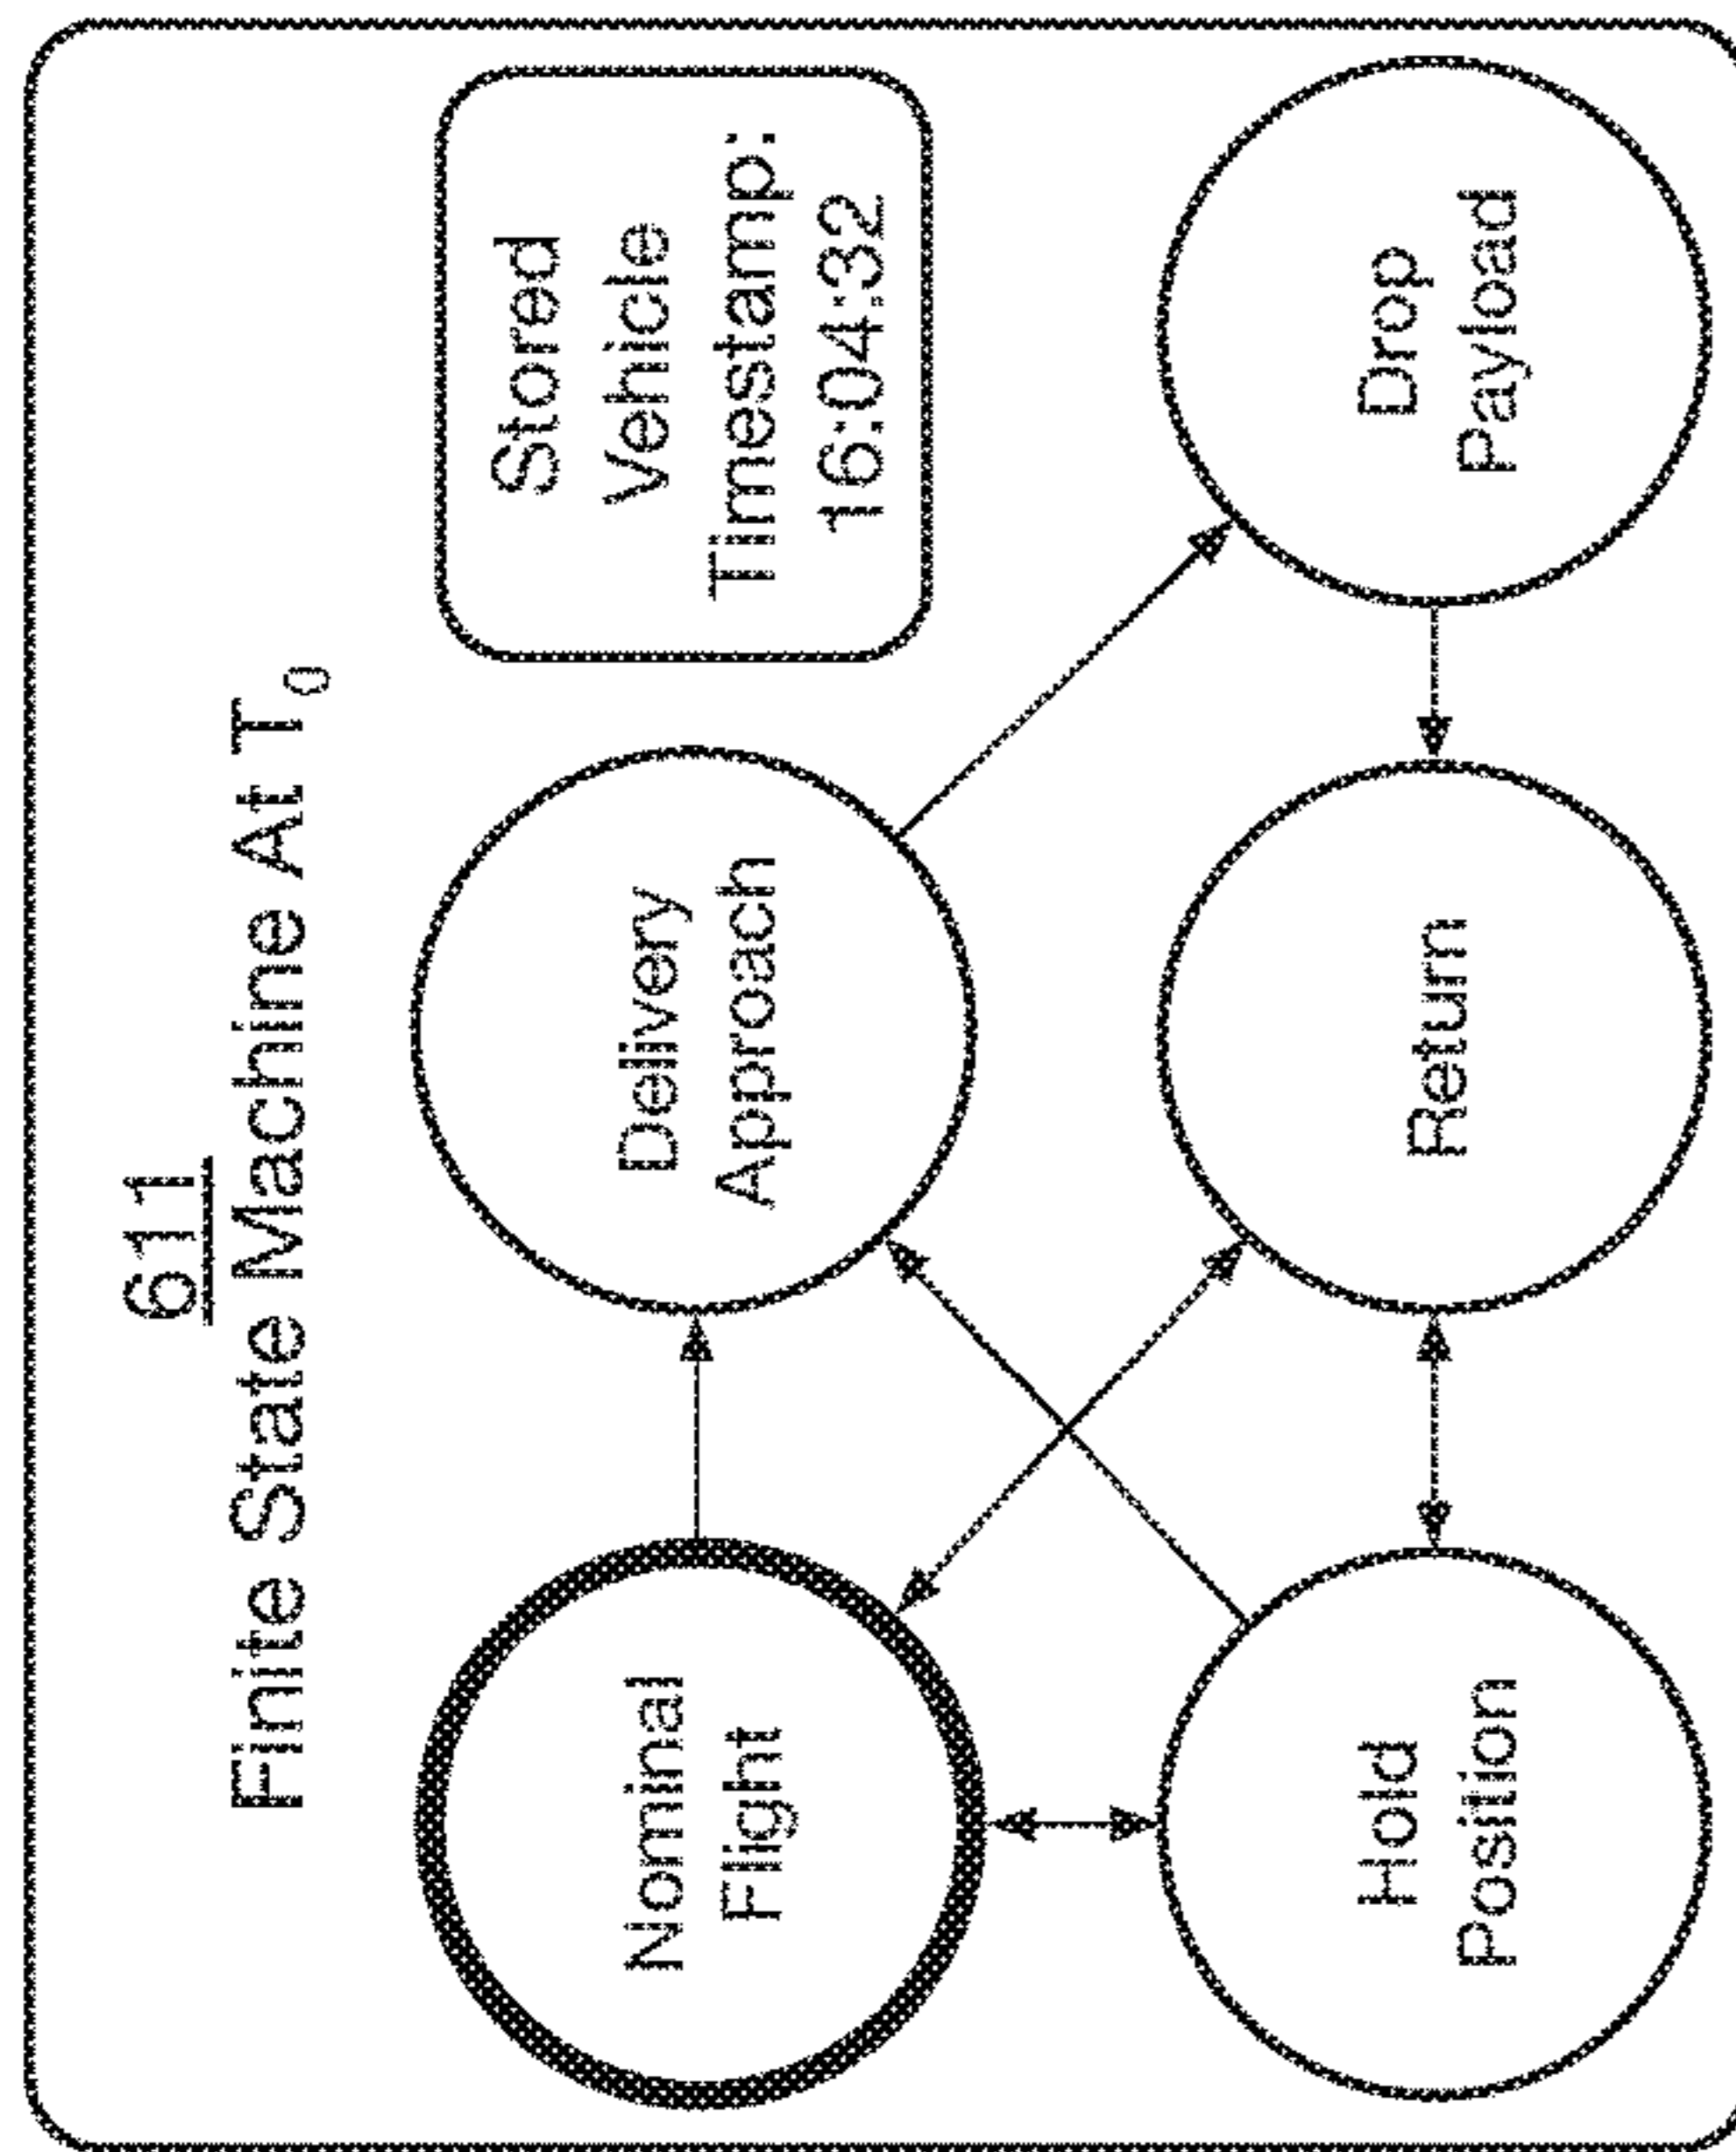 611
Finite State Machine At T₀
Nominal
Flight
Delivery
Approach
Stored
Vehicle
Timestamp:
16:04:32
Hold
Position
Return
Drop
Payload